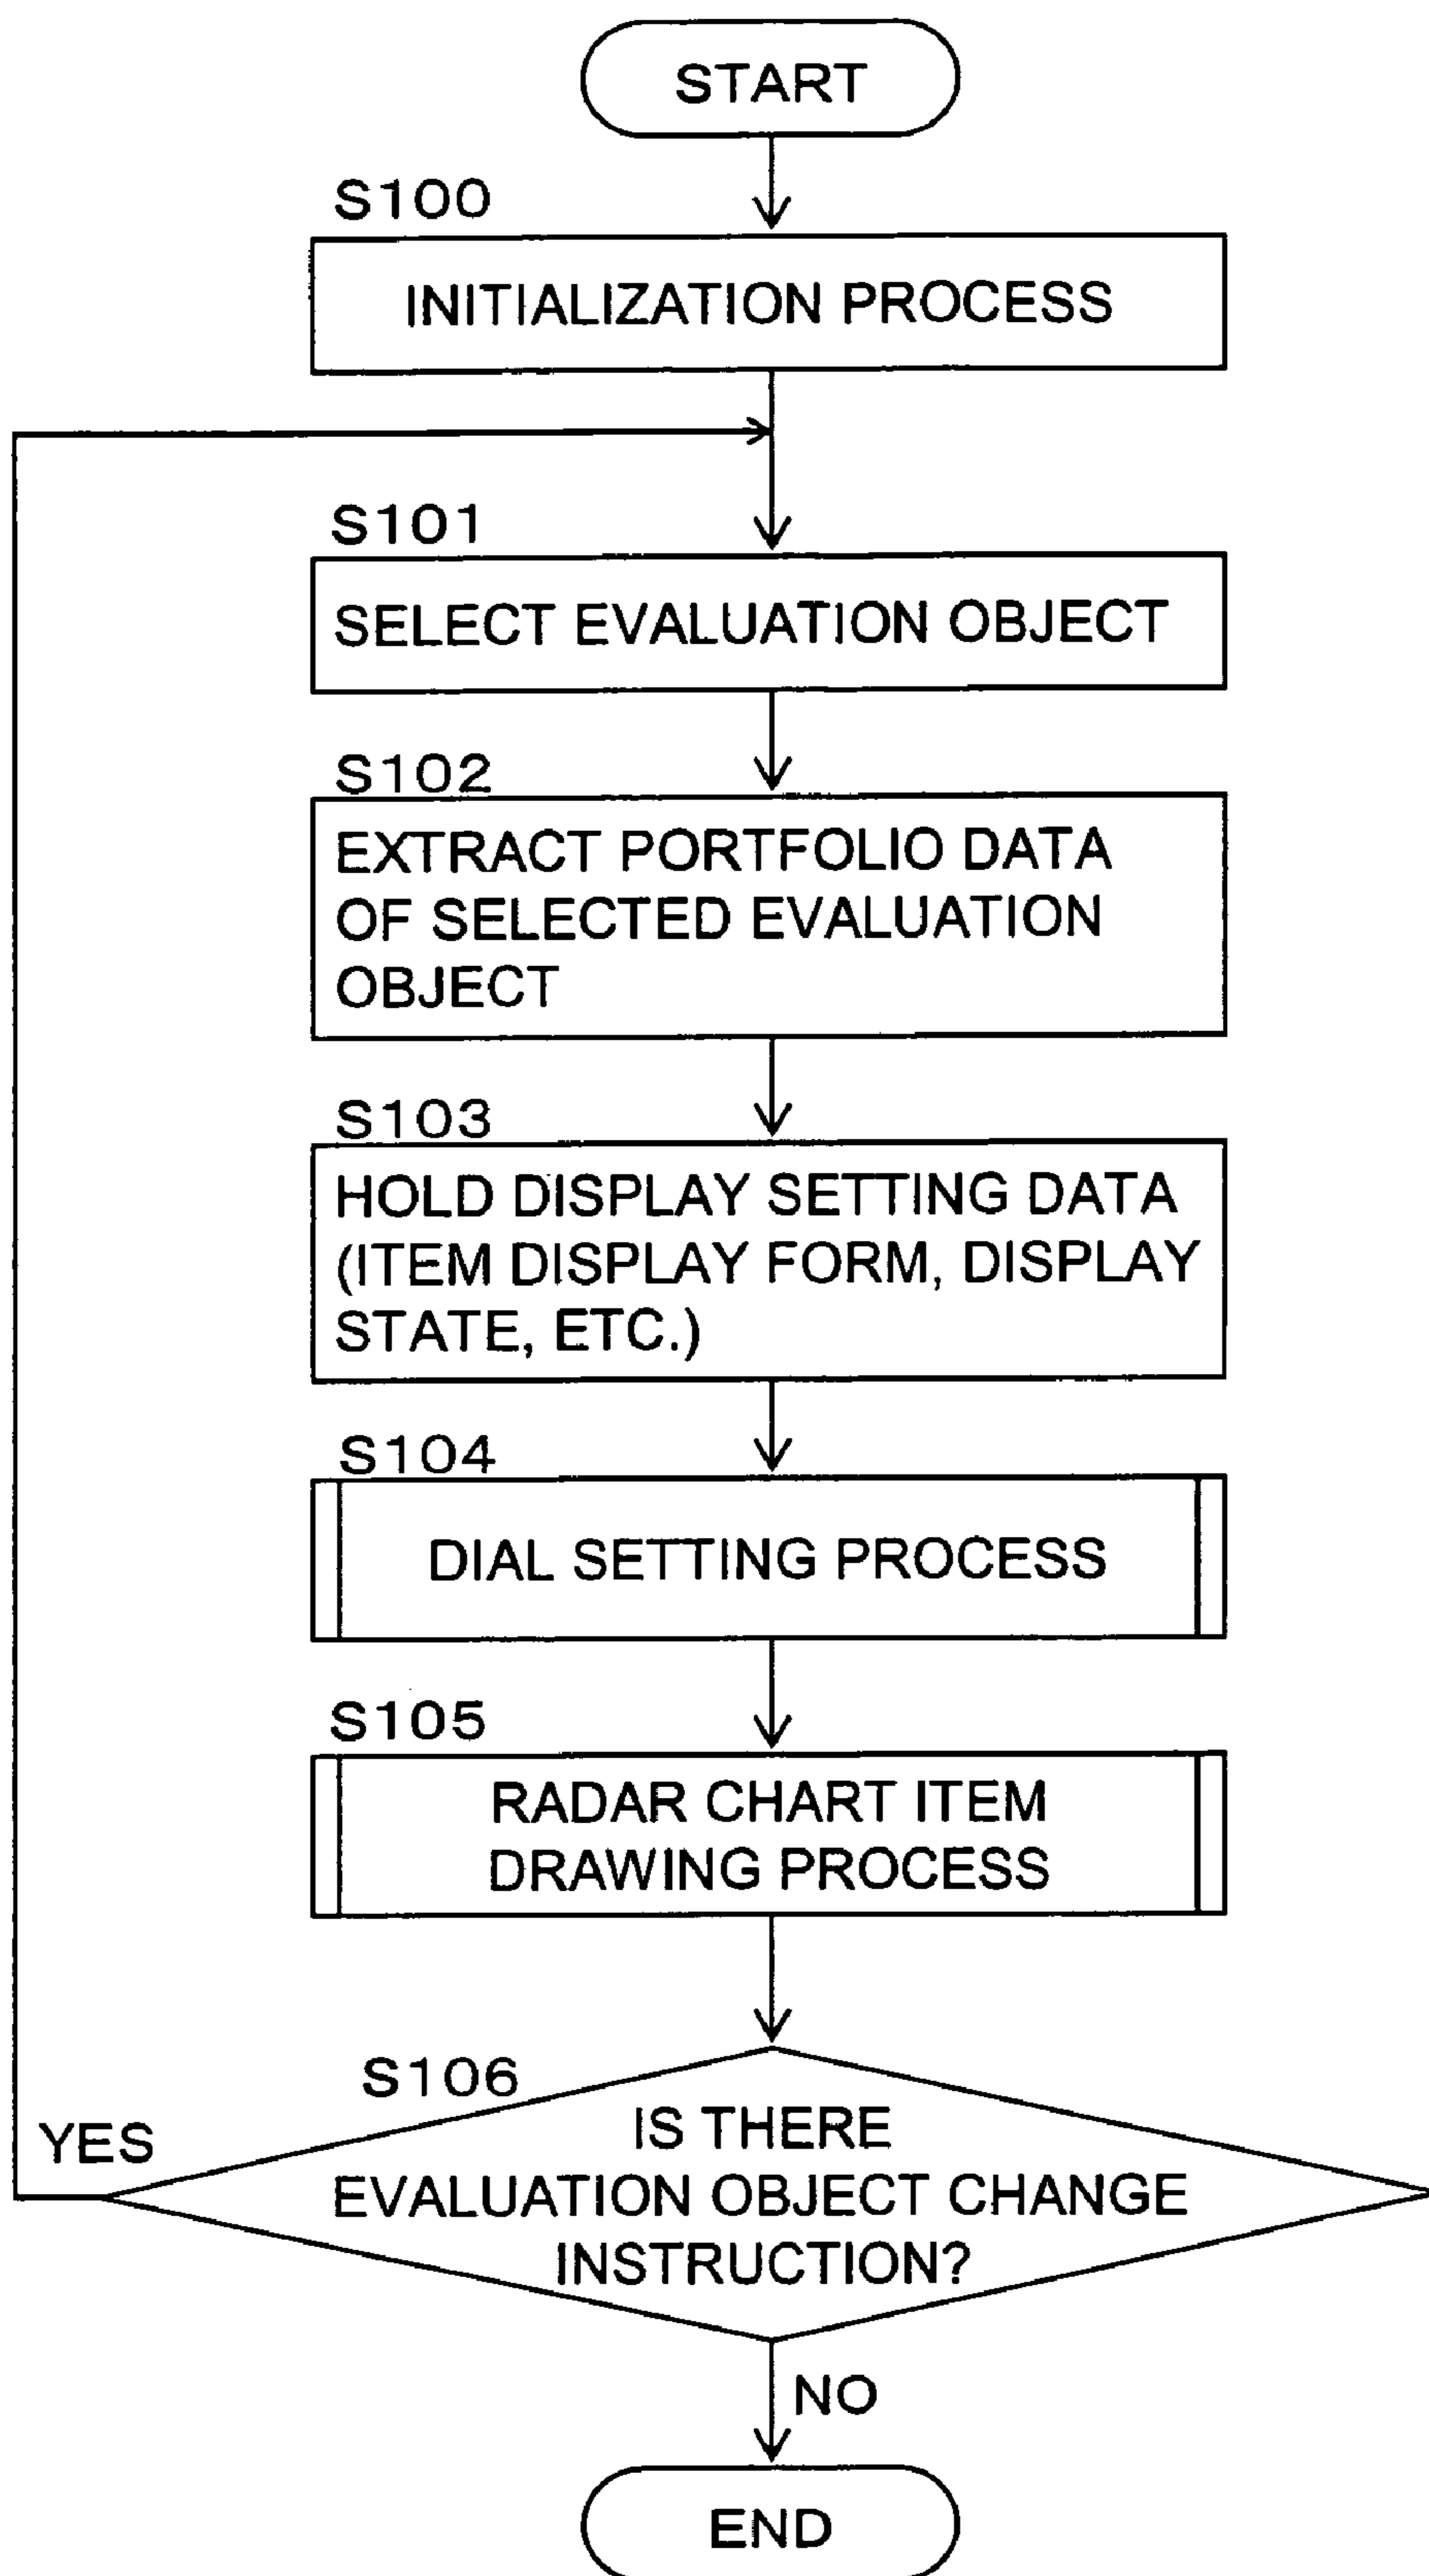 START
S100
INITIALIZATION PROCESS
S101
SELECT EVALUATION OBJECT
S102
EXTRACT PORTFOLIO DATA
OF SELECTED EVALUATION
OBJECT
S103
HOLD DISPLAY SETTING DATA
(ITEM DISPLAY FORM, DISPLAY
STATE, ETC.)
S104
DIAL SETTING PROCESS
S105
RADAR CHART ITEM
DRAWING PROCESS
S106
IS THERE
YES
EVALUATION OBJECT CHANGE
INSTRUCTION?
NO
END